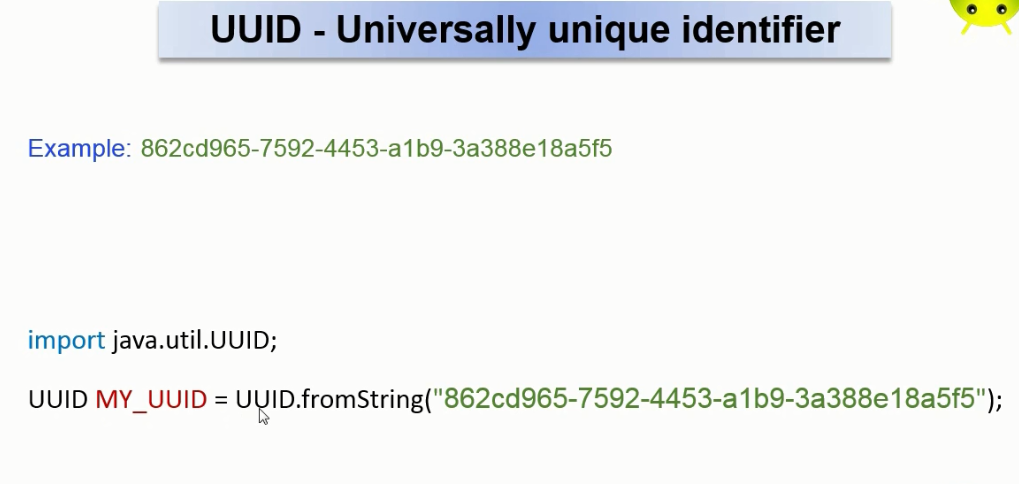 UUID - Universally unique identifier
Example: 862cd965-7592-4453-a1b9-3a388e18a5f5
import java.util.UUID;
UUID MY_UUID = UUID.fromString("862cd965-7592-4453-a1b9-3a388e18a5f5");